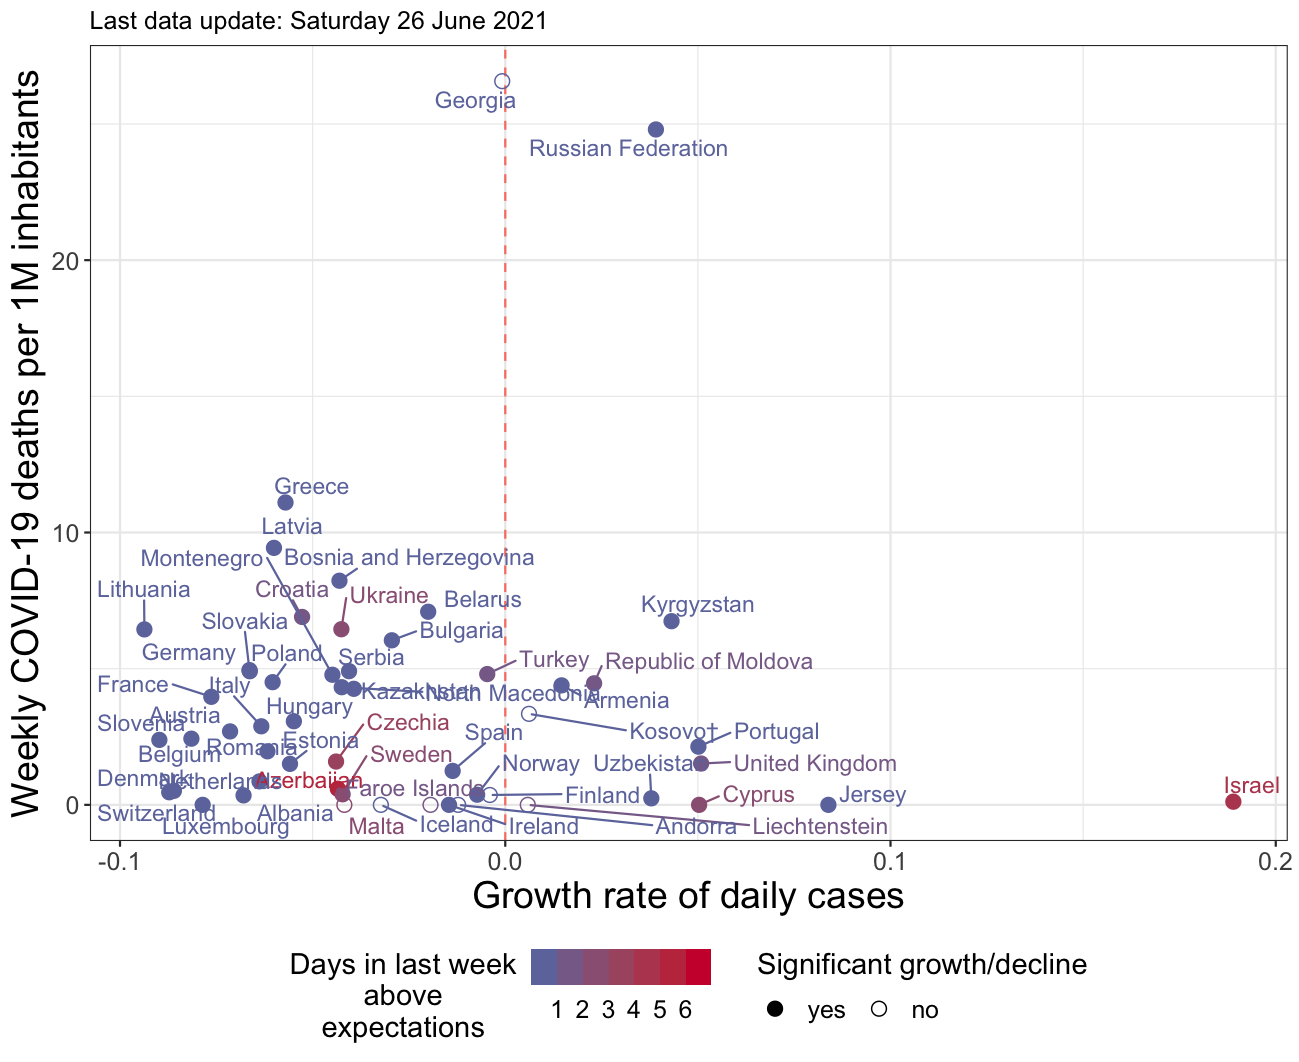 Last data update: Saturday 26 June 2021
Weekly COVID-19 deaths per 1M inhabitants
20
10
0
Georgia
Russian Federation
Greece
Latvia
Montenegro
Bosnia and Herzegovina
Lithuania
Croatia
Ukraine
Belarus
Kyrgyzstan
Slovakia
Bulgaria
Germany
Poland
Serbia
Turkey
Republic of Moldova
France
Italy
Kazakhstan
North Macedonia
Armenia
Hungary
Austria
Slovenia
Czechia
Spain
Kosovo†
Portugal
Romania
Estonia
Belgium
Sweden
Norway
Uzbekistan
United Kingdom
Denmark
Netherlands
Azerbaijan
Faroe Islands
Finland
Cyprus
Jersey
Israel
Switzerland
Albania
Luxembourg
Malta
Iceland
Ireland
Andorra
Liechtenstein
-0.1
0.0
0.1
0.2
Growth rate of daily cases
Days in last week
above
expectations
1 2 3 4 5 6
Significant growth/decline
yes
no